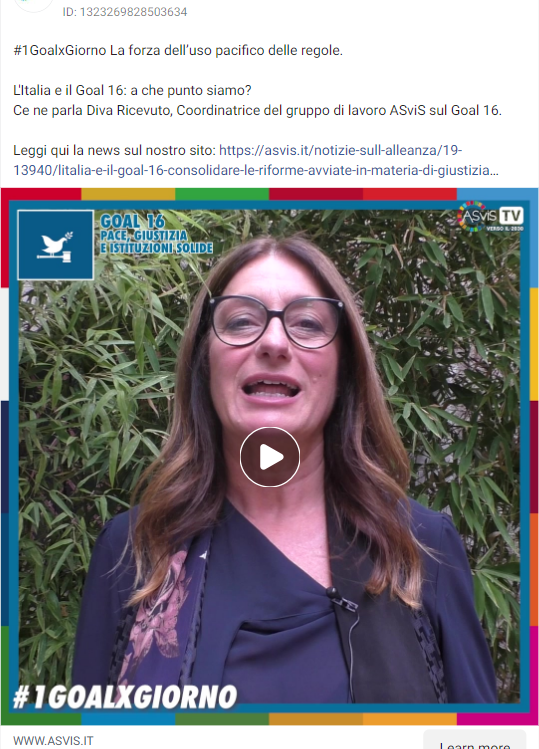 ID: 1323269828503634
#1GoalxGiorno La forza dell’uso pacifico delle regole.
L'Italia e il Goal 16: a che punto siamo?
Ce ne parla Diva Ricevuto, Coordinatrice del gruppo di lavoro ASviS sul Goal 16.
Leggi qui la news sul nostro sito: https://asvis.it/notizie-sull-alleanza/19-
13940/litalia-e-il-goal-16-consolidare-le-riforme-avviate-in-materia-di-giustizia…
GOAL 16
PACE, GIUSTIZIA
E ISTITUZIONI SOLIDE
ASviS TV
VERSO IL 2030
#1GOALXGIORNO
WWW.ASVIS.IT
Learn more